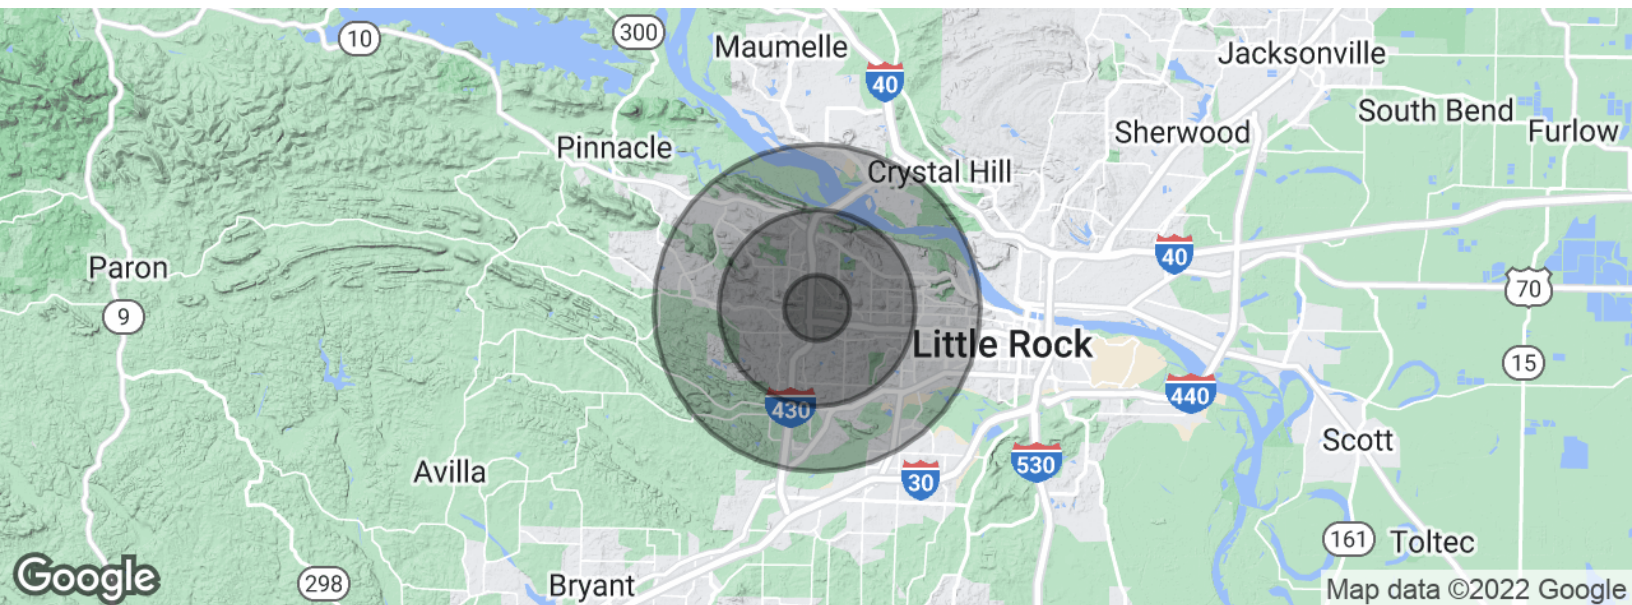 10
300
Maumelle
Jacksonville
40
South Bend
Furlow
Sherwood
Pinnacle
Crystal Hill
40
Paron
70
9
Little Rock
15
430
440
Scott
Avilla
530
30
161
Toltec
Google
298
Bryant
Map data ©2022 Google